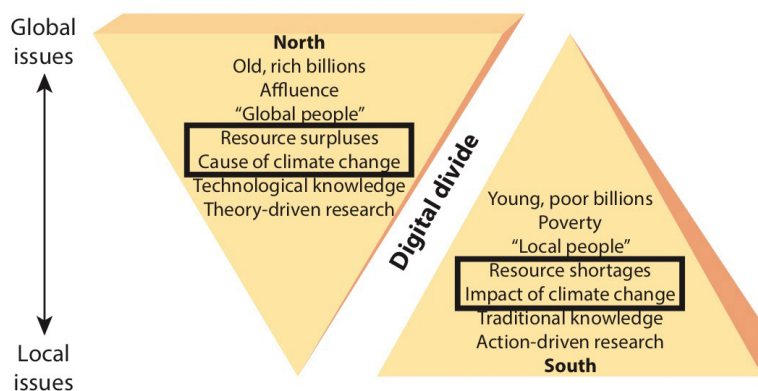 Global
issues
North
Old, rich billions
Affluence
“Global people”
Resource surpluses
Cause of climate change
Technological knowledge
Theory-driven research
Digital divide
Young, poor billions
Poverty
“Local people”
Resource shortages
Impact of climate change
Traditional knowledge
Action-driven research
South
Local
issues